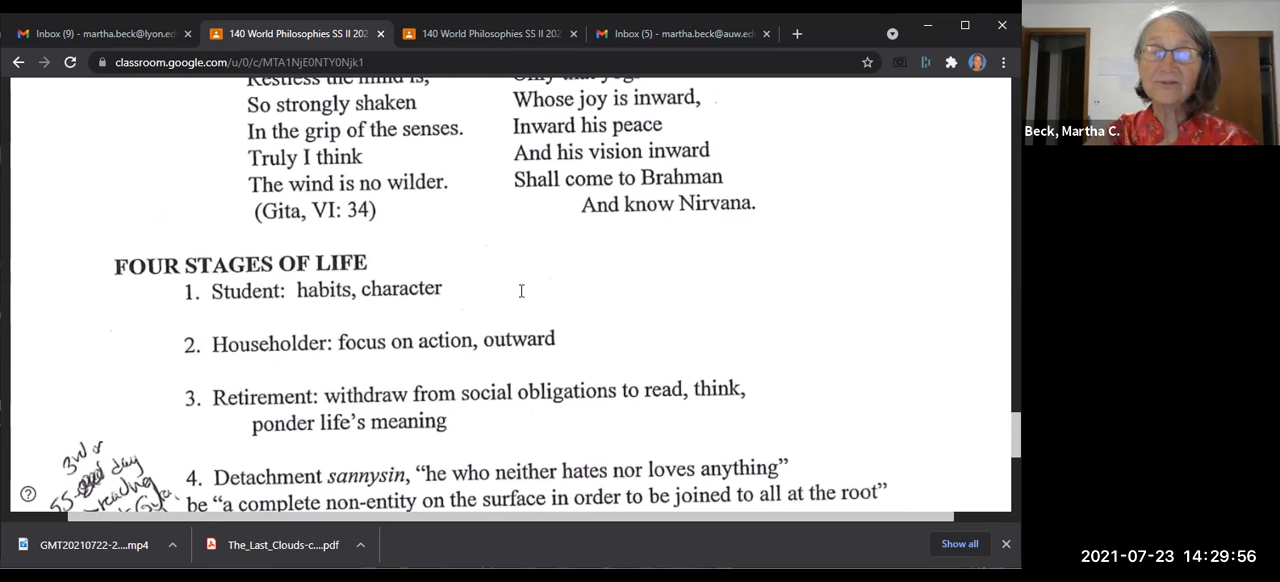 Inbox (9) - martha.beck@lyon.ed
140 World Philosophies SS II 202
140 World Philosophies SS II 202
Inbox (5) - martha.beck@auw.ed
classroom.google.com/u/0/c/MTA1NjE0NTY0Njk1
Restless the mind is,
So strongly shaken
In the grip of the senses.
Truly I think
The wind is no wilder.
(Gita, VI: 34)
Only that yogi
Whose joy is inward,
Inward his peace
And his vision inward
Shall come to Brahman
And know Nirvana.
FOUR STAGES OF LIFE
1. Student: habits, character
2. Householder: focus on action, outward
3. Retirement: withdraw from social obligations to read, think,
ponder life's meaning
4. Detachment sannysin, "he who neither hates nor loves anything"
be "a complete non-entity on the surface in order to be joined to all at the root"
3rd or
day
GMT20210722-2....mp4
The_Last_Clouds-c....pdf
Show all
Beck, Martha C.
2021-07-23 14:29:56